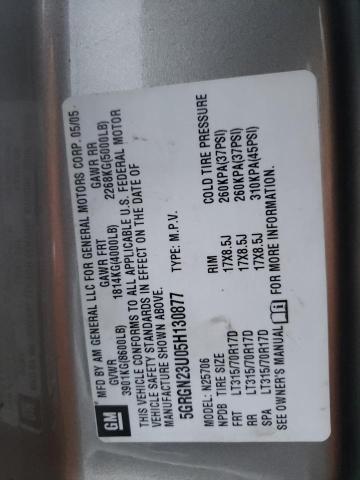 GM
MFD BY AM GENERAL LLC FOR GENERAL MOTORS CORP. 05/05
GVWR GAWR FRT GAWR RR
3901KG(8600LB) 1814KG(4000LB) 2268KG(5000LB)
THIS VEHICLE CONFORMS TO ALL APPLICABLE U.S. FEDERAL MOTOR
VEHICLE SAFETY STANDARDS IN EFFECT ON THE DATE OF
MANUFACTURE SHOWN ABOVE.
5GRGN23U05H130877 TYPE: M.P.V.
MODEL: N25706
NPDB TIRE SIZE RIM COLD TIRE PRESSURE
FRT LT315/70R17D 17X8.5J 260KPA(37PSI)
RR LT315/70R17D 17X8.5J 260KPA(37PSI)
SPA LT315/70R17D 17X8.5J 310KPA(45PSI)
SEE OWNER'S MANUAL FOR MORE INFORMATION.